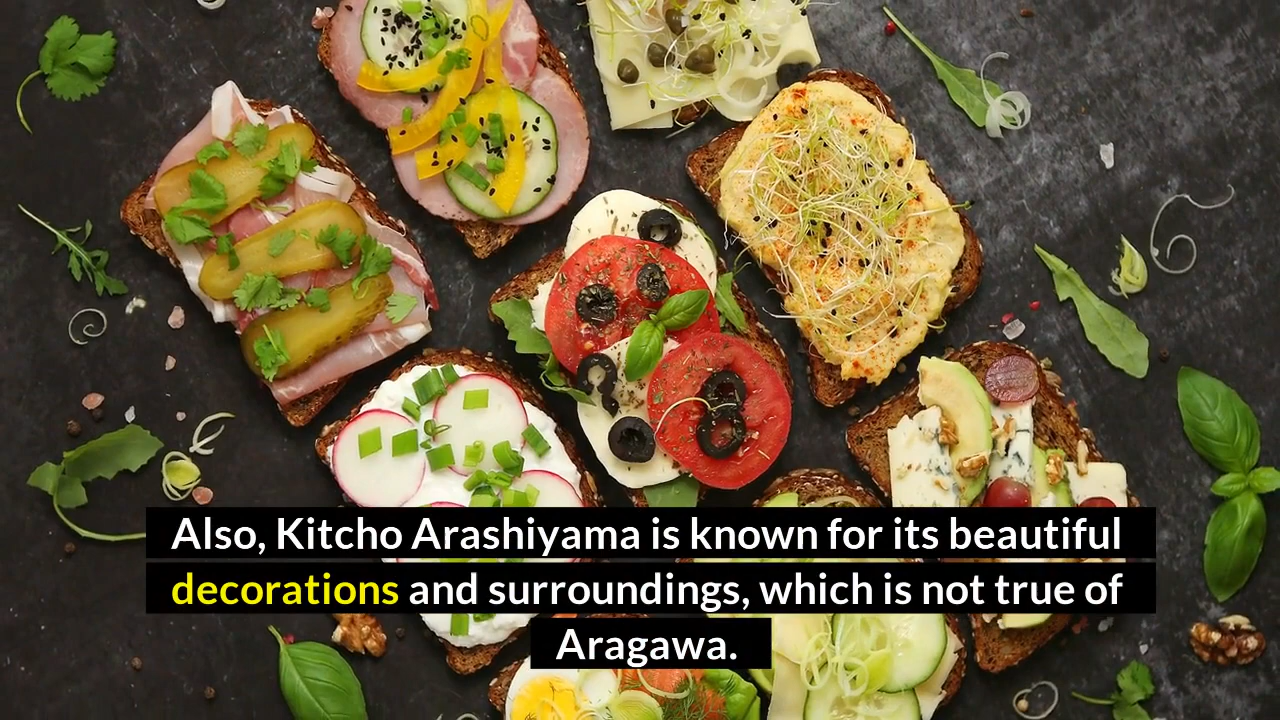 Also, Kitcho Arashiyama is known for its beautiful
decorations and surroundings, which is not true of
Aragawa.